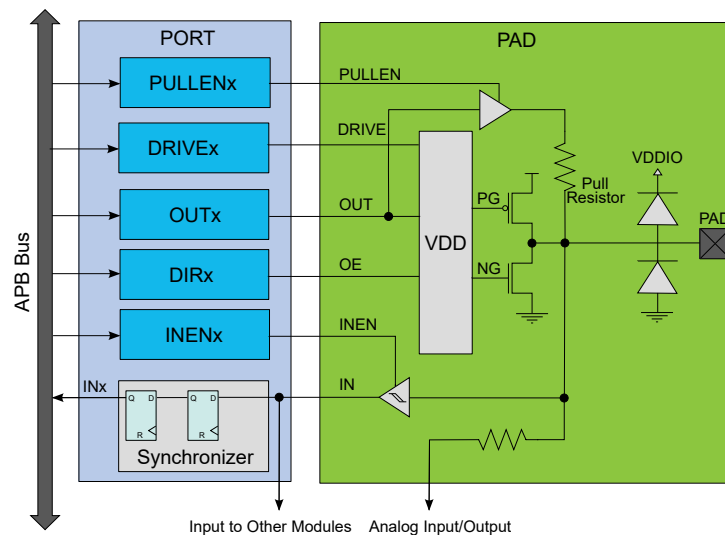 PORT
PAD
APB Bus
PULLENx
PULLEN
DRIVEx
DRIVE
VDDIO
Pull
Resistor
OUTx
OUT
VDD
PG
PAD
DIRx
OE
NG
INENx
INEN
INx
Q D
R
Q D
R
IN
Synchronizer
Input to Other Modules
Analog Input/Output